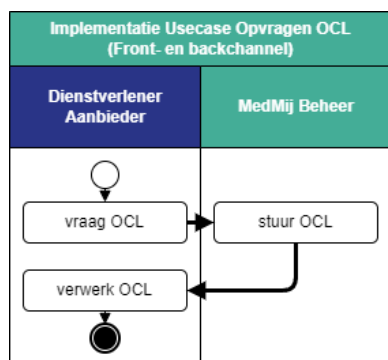 Implementatie Usecase Opvragen OCL
(Front- en backchannel)
Dienstverlener
Aanbieder
MedMij Beheer
vraag OCL
stuur OCL
verwerk OCL